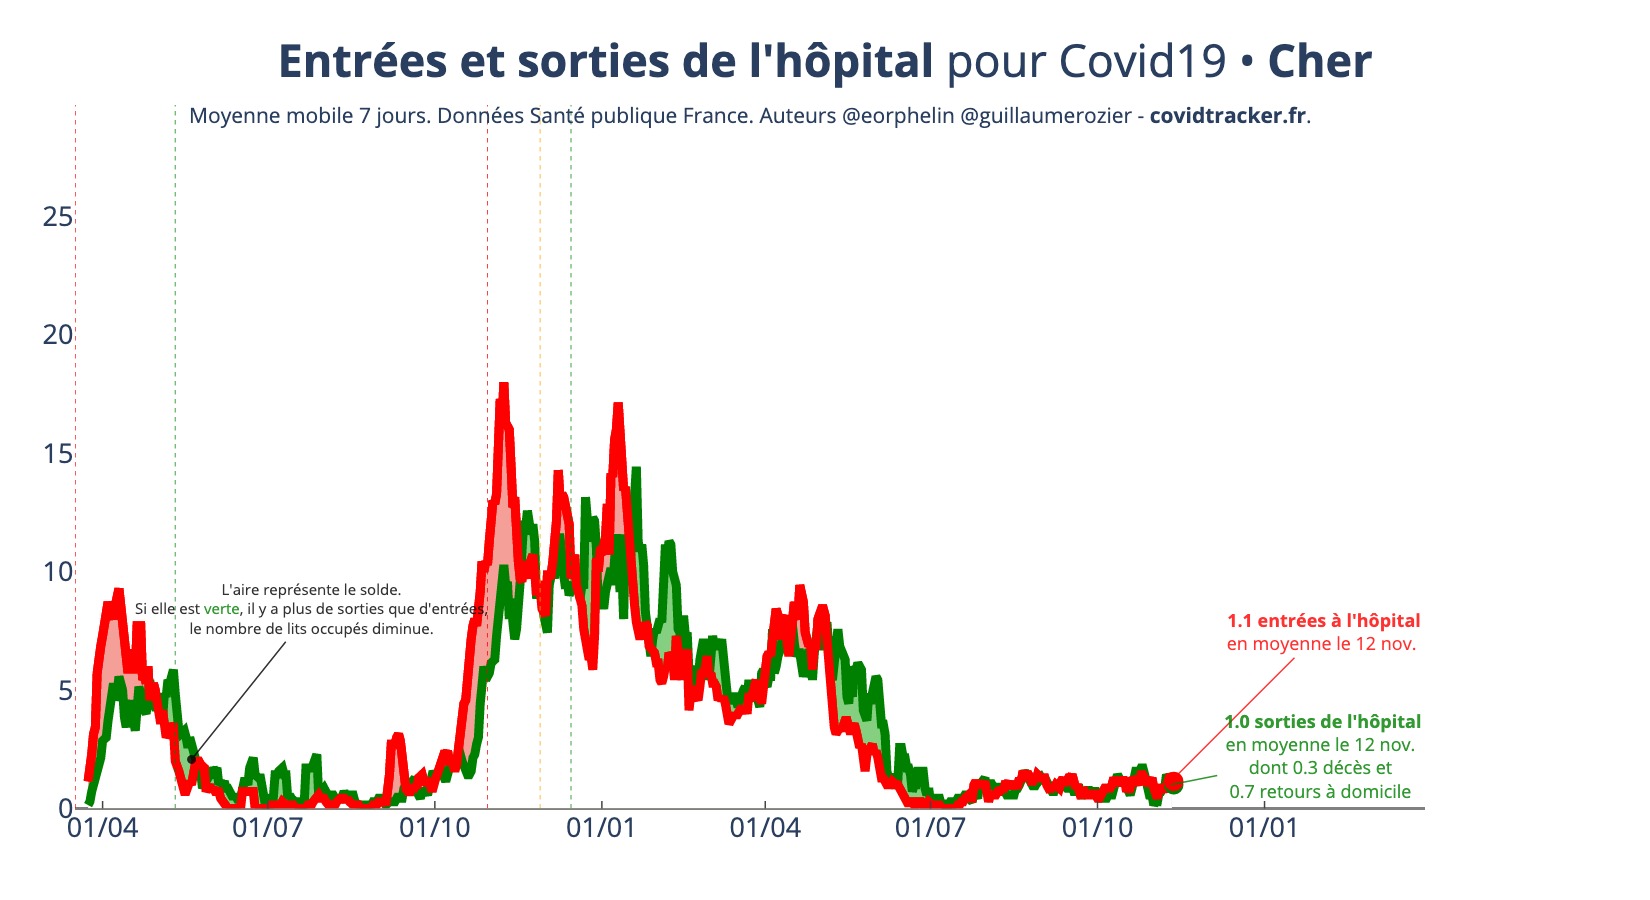 Entrées et sorties de l'hôpital pour Covid19 • Cher
Moyenne mobile 7 jours. Données Santé publique France. Auteurs @eorphelin @guillaumerozier - covidtracker.fr.
25
20
15
10
5
0
L'aire représente le solde.
Si elle est verte, il y a plus de sorties que d'entrées,
le nombre de lits occupés diminue.
1.1 entrées à l'hôpital
en moyenne le 12 nov.
1.0 sorties de l'hôpital
en moyenne le 12 nov.
dont 0.3 décès et
0.7 retours à domicile
01/04 01/07 01/10 01/01 01/04 01/07 01/10 01/01